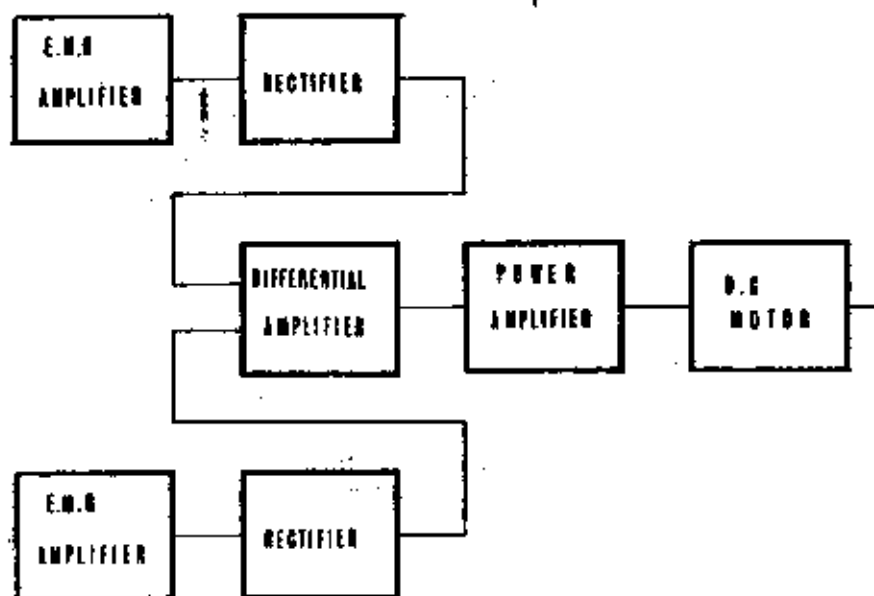 E.M.G
AMPLIFIER
RECTIFIER
DIFFERENTIAL
AMPLIFIER
POWER
AMPLIFIER
D.C
MOTOR
E.M.G
AMPLIFIER
RECTIFIER